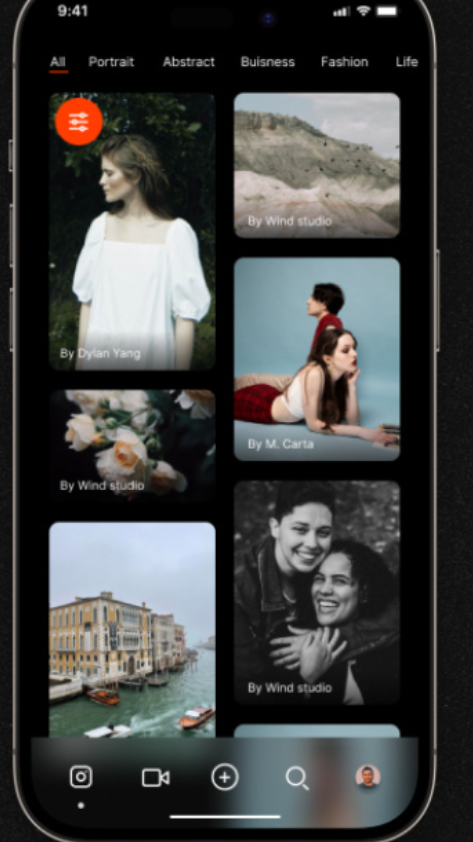 9:41
All Portrait Abstract Buisness Fashion Life
By Dylan Yang
By Wind studio
By M. Carta
By Wind studio
By Wind studio